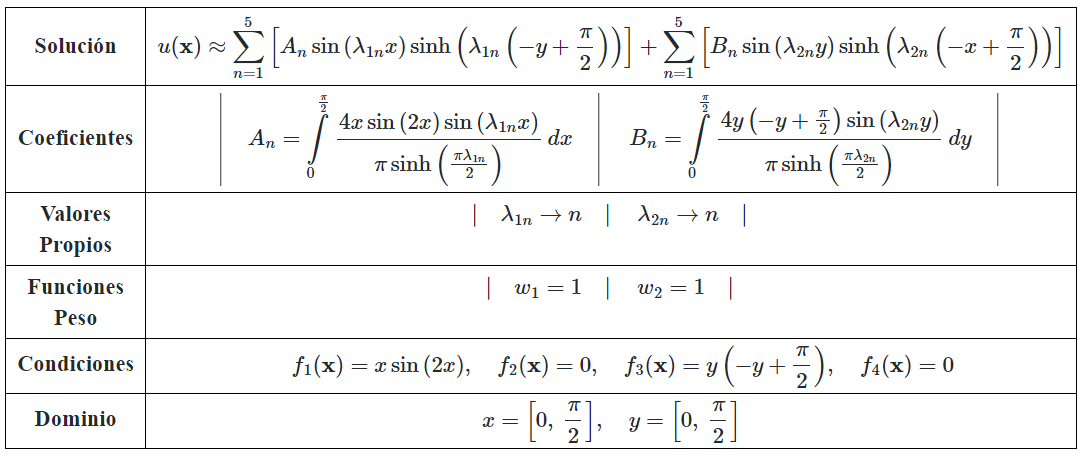 Solución u(𝐱) ≈ ∑_{n=1}^{5} [A_n sin (λ_{1n}x) sinh (λ_{1n} (−y + π/2))] + ∑_{n=1}^{5} [B_n sin (λ_{2n}y) sinh (λ_{2n} (−x + π/2))]
Coeficientes | A_n = ∫_0^{π/2} 4x sin (2x) sin (λ_{1n}x) / (π sinh (πλ_{1n}/2)) dx | B_n = ∫_0^{π/2} 4y (−y + π/2) sin (λ_{2n}y) / (π sinh (πλ_{2n}/2)) dy |
Valores Propios | λ_{1n} → n | λ_{2n} → n |
Funciones Peso | w_1 = 1 | w_2 = 1 |
Condiciones f_1(𝐱) = x sin (2x), f_2(𝐱) = 0, f_3(𝐱) = y (−y + π/2), f_4(𝐱) = 0
Dominio x = [0, π/2], y = [0, π/2]